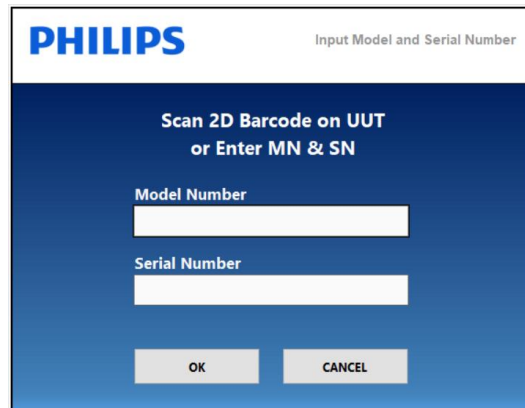 PHILIPS
Input Model and Serial Number
Scan 2D Barcode on UUT
or Enter MN & SN
Model Number
Serial Number
OK
CANCEL